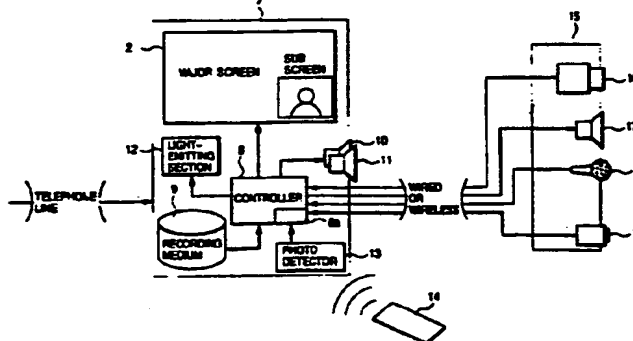 2
MAJOR SCREEN
SUB
SCREEN
15
12
LIGHT-
EMITTING
SECTION
8
10
11
TELEPHONE
LINE
9
CONTROLLER
WIRED
OR
WIRELESS
RECORDING
MEDIUM
8a
PHOTO
DETECTOR
13
14